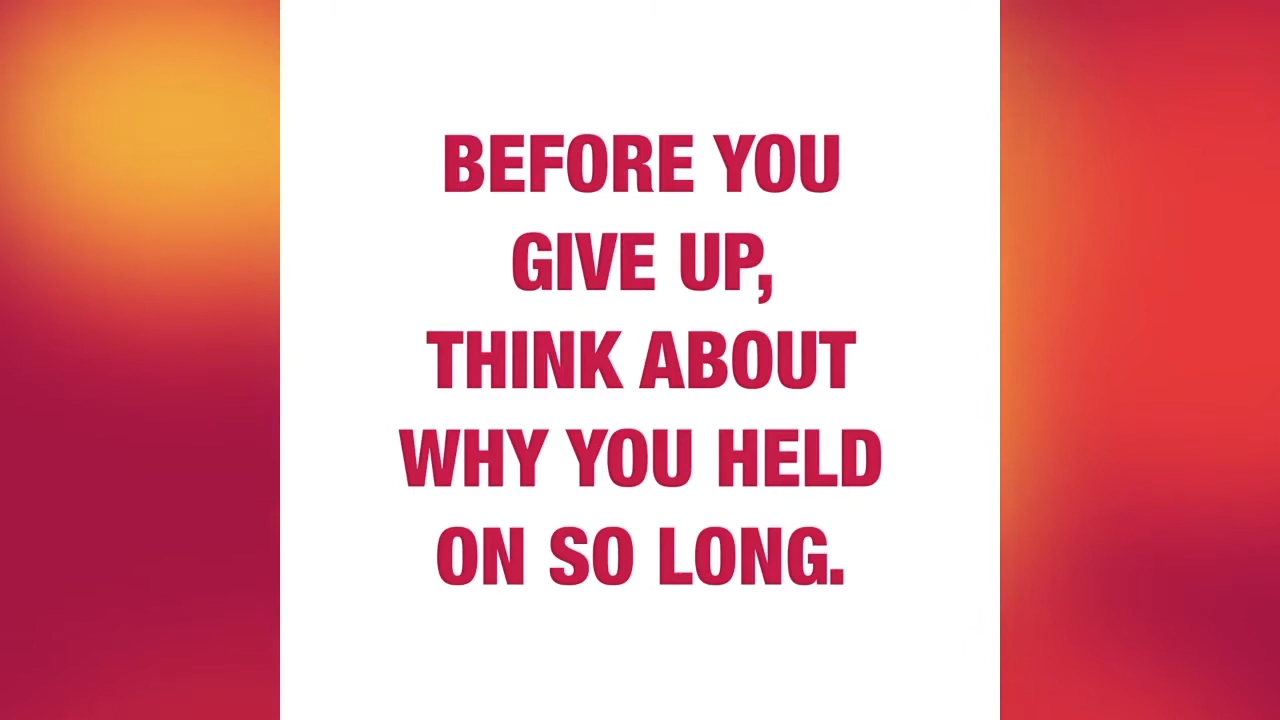 BEFORE YOU
GIVE UP,
THINK ABOUT
WHY YOU HELD
ON SO LONG.